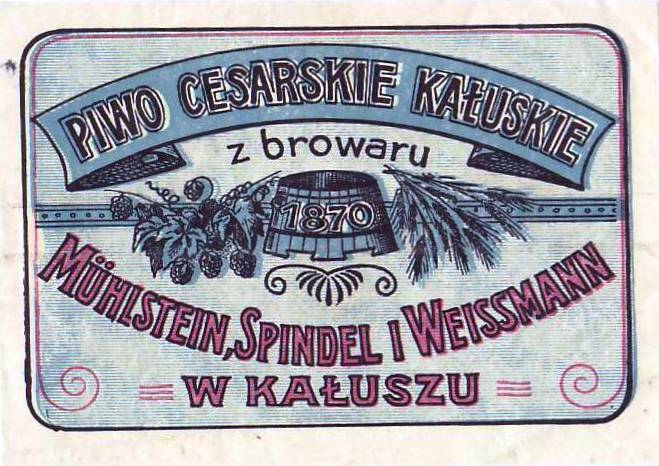 PIWO CESARSKIE KAŁUSKIE
z browaru
1870
MÜHLSTEIN, SPINDEL I WEISSMANN
W KAŁUSZU